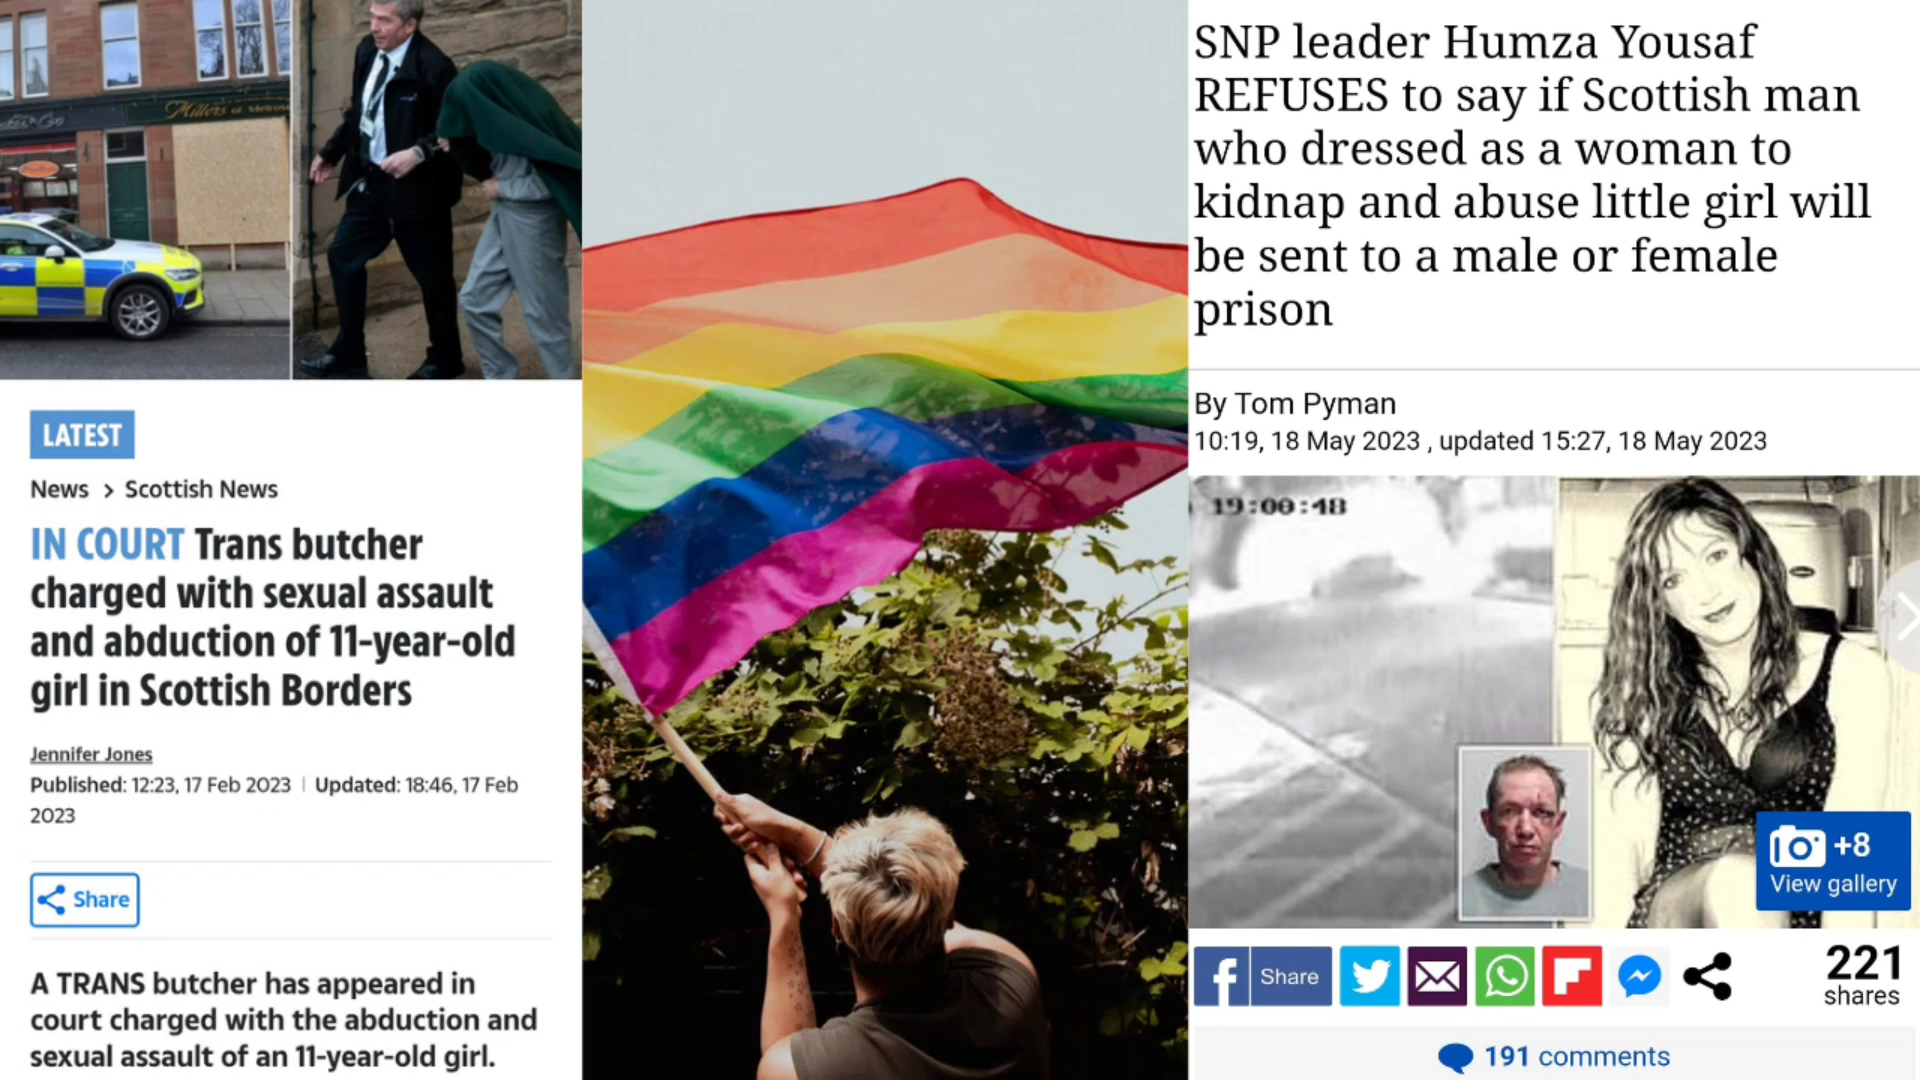 Millers of Melrose
LATEST
News > Scottish News
IN COURT Trans butcher
charged with sexual assault
and abduction of 11-year-old
girl in Scottish Borders
Jennifer Jones
Published: 12:23, 17 Feb 2023 | Updated: 18:46, 17 Feb
2023
Share
A TRANS butcher has appeared in
court charged with the abduction and
sexual assault of an 11-year-old girl.
SNP leader Humza Yousaf
REFUSES to say if Scottish man
who dressed as a woman to
kidnap and abuse little girl will
be sent to a male or female
prison
By Tom Pyman
10:19, 18 May 2023 , updated 15:27, 18 May 2023
19:00:48
+8
View gallery
f Share
221
shares
191 comments